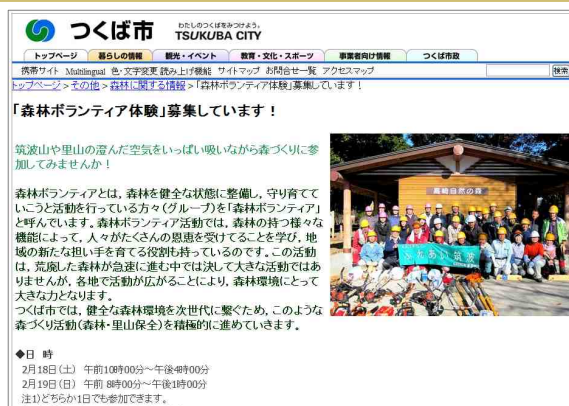 つくば市
わたしのつくばをみつけよう。
TSUKUBA CITY
トップページ 暮らしの情報 観光・イベント 教育・文化・スポーツ 事業者向け情報 つくば市政
携帯サイト Multilingual 色・文字変更 読み上げ機能 サイトマップ お問合せ一覧 アクセスマップ 検索
トップページ > その他 > 森林に関する情報 > 「森林ボランティア体験」募集しています！
「森林ボランティア体験」募集しています！
筑波山や里山の澄んだ空気をいっぱい吸いながら森づくりに参
加してみませんか！
森林ボランティアとは，森林を健全な状態に整備し，守り育てて
いこうと活動を行っている方々（グループ）を「森林ボランティア」
と呼んでいます。森林ボランティア活動では，森林の持つ様々な
機能によって，人々がたくさんの恩恵を受けてることを学び，地
域の新たな担い手を育てる役割も持っているのです。この活動
は，荒廃した森林が急速に進む中では決して大きな活動ではあ
りませんが，各地で活動が広がることにより，森林環境にとって
大きな力となります。
つくば市では，健全な森林環境を次世代に繋ぐため，このような
森づくり活動（森林・里山保全）を積極的に進めていきます。
高崎自然の森
ふれあい筑波
◆日　時
2月18日（土）　午前10時00分～午後4時00分
2月19日（日）　午前 8時00分～午後1時00分
注1）どちらか1日でも参加できます。